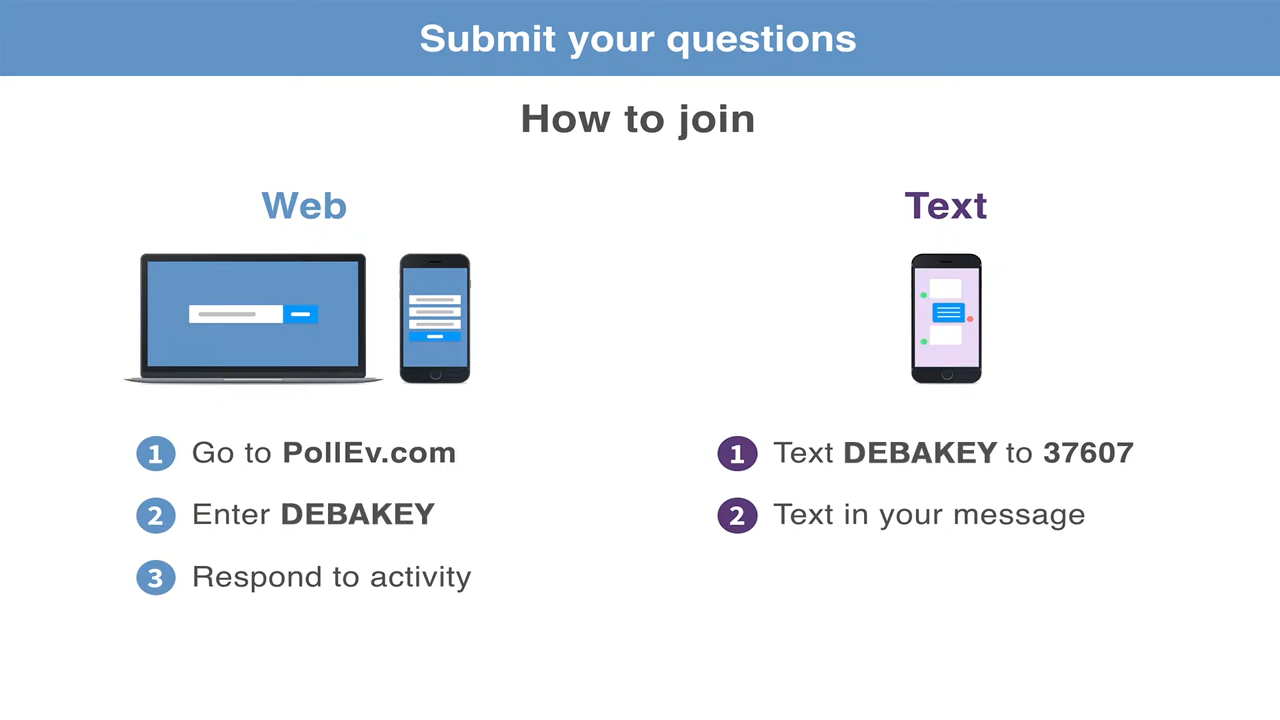 Submit your questions
How to join
Web
1 Go to PollEv.com
2 Enter DEBAKEY
3 Respond to activity
Text
1 Text DEBAKEY to 37607
2 Text in your message